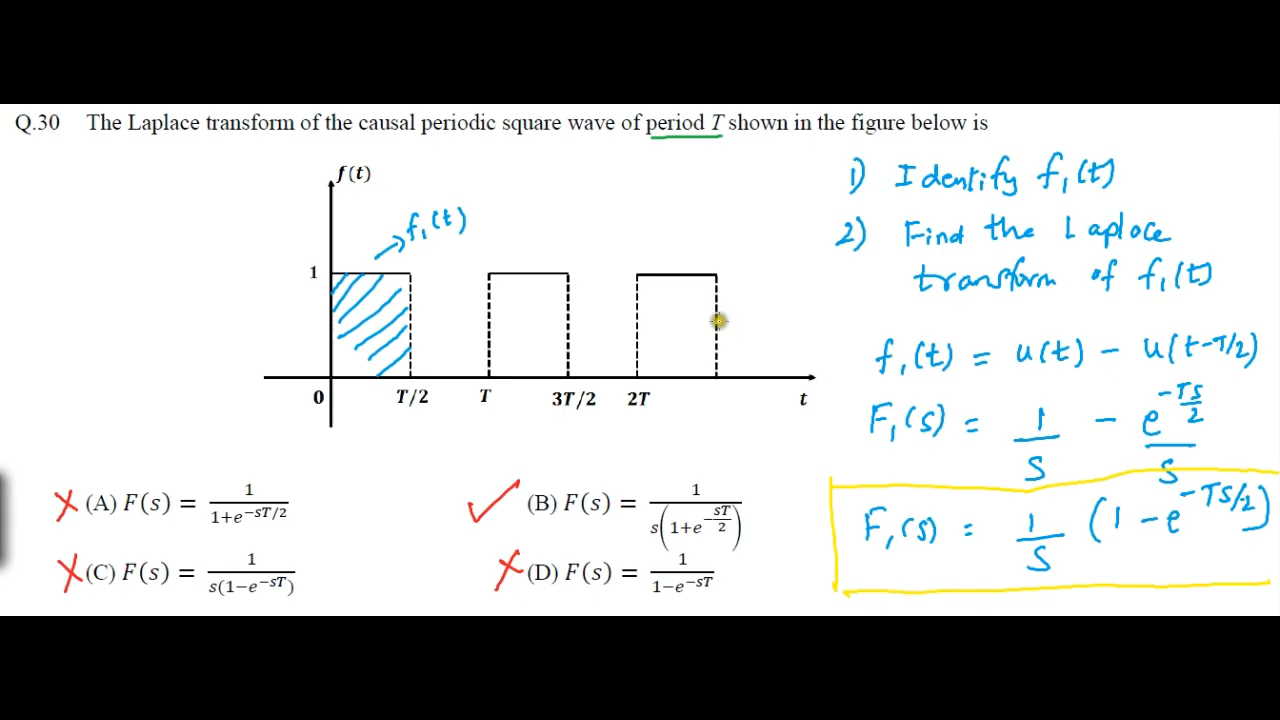 Q.30 The Laplace transform of the causal periodic square wave of period T shown in the figure below is
f(t)
f₁(t)
1
0 T/2 T 3T/2 2T t
1) Identify f₁(t)
2) Find the Laplace
transform of f₁(t)
f₁(t) = u(t) − u(t−T/2)
F₁(s) = 1/s − e^(−Ts/2)/s
F₁(s) = 1/s (1 − e^(−Ts/2))
(A) F(s) = 1/(1+e^(−sT/2))
(B) F(s) = 1/(s(1+e^(−sT/2)))
(C) F(s) = 1/(s(1−e^(−sT)))
(D) F(s) = 1/(1−e^(−sT))